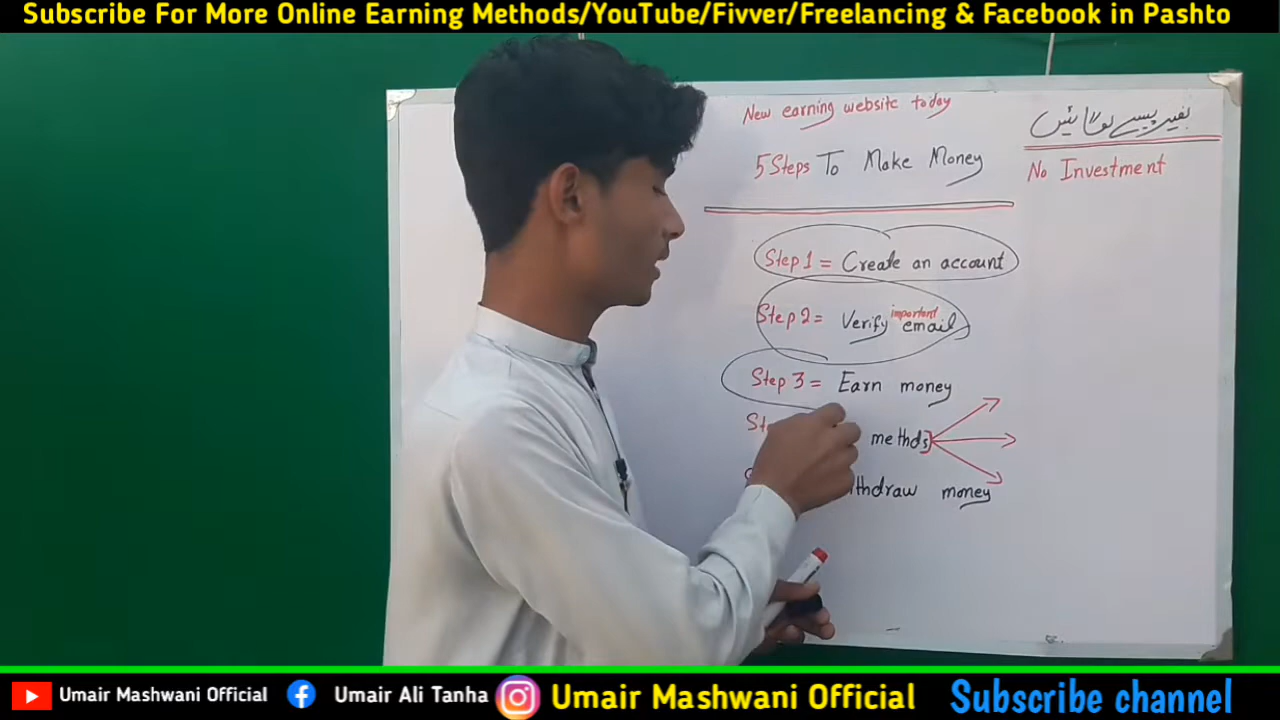 Subscribe For More Online Earning Methods/YouTube/Fivver/Freelancing & Facebook in Pashto
New earning website today
بغیر پیسے لگائیں
5 Steps To Make Money
No Investment
Step 1 = Create an account
Step 2 = Verify important email
Step 3 = Earn money
methds
money
Umair Mashwani Official
Umair Ali Tanha
Umair Mashwani Official
Subscribe channel